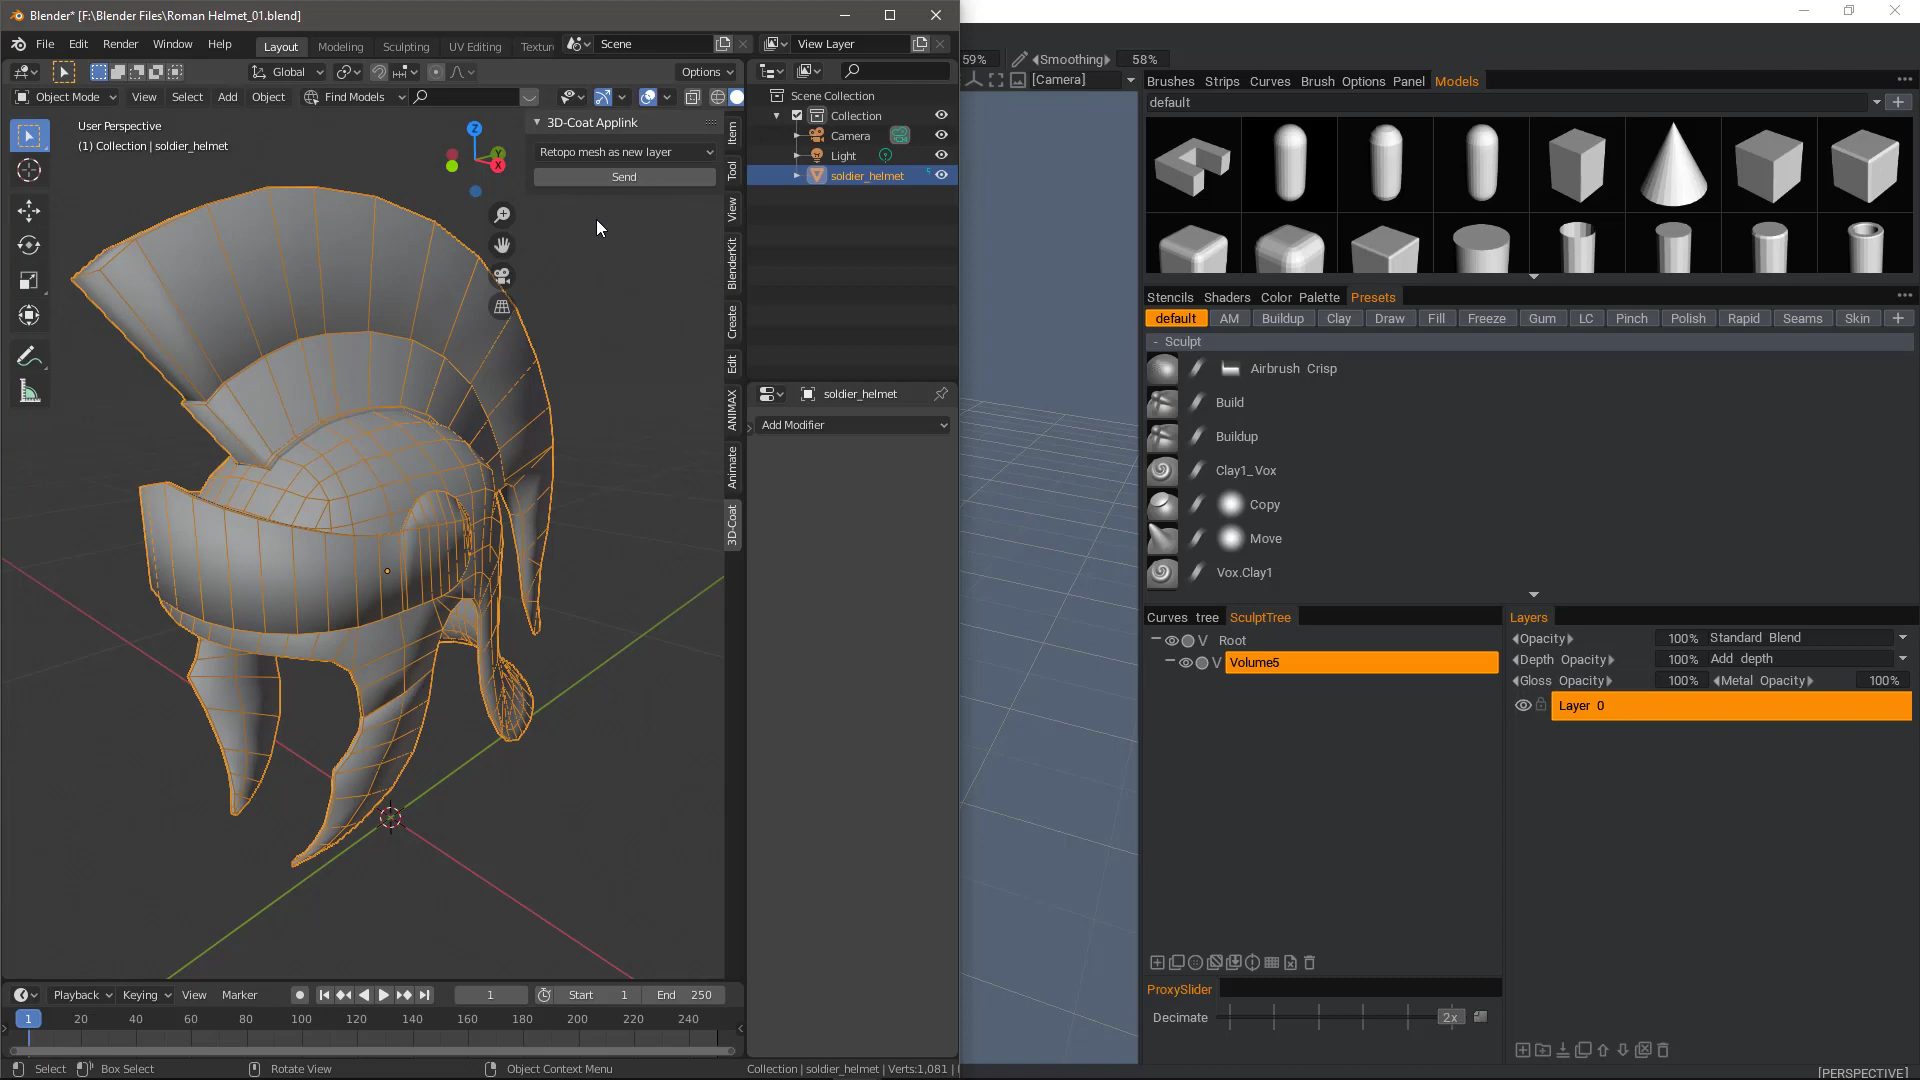 Blender* [F:\Blender Files\Roman Helmet_01.blend]
File Edit Render Window Help
Layout Modeling Sculpting UV Editing Textur
Scene
View Layer
Global
Options
Object Mode View Select Add Object Find Models
User Perspective
(1) Collection | soldier_helmet
Z
Y
X
3D-Coat Applink
Retopo mesh as new layer
Send
Item
Tool
View
BlenderKit
Create
Edit
ANIMAX
Animate
3D-Coat
Scene Collection
Collection
Camera
Light
soldier_helmet
soldier_helmet
Add Modifier
Playback Keying View Marker
1
Start 1
End 250
1 20 40 60 80 100 120 140 160 180 200 220 240
Select Box Select Rotate View Object Context Menu
Collection | soldier_helmet | Verts:1,081 |
59% Smoothing 58%
[Camera]
Brushes Strips Curves Brush Options Panel Models
default
Stencils Shaders Color Palette Presets
default AM Buildup Clay Draw Fill Freeze Gum LC Pinch Polish Rapid Seams Skin
- Sculpt
Airbrush Crisp
Build
Buildup
Clay1_Vox
Copy
Move
Vox.Clay1
Curves tree SculptTree
V Root
V Volume5
Layers
Opacity 100% Standard Blend
Depth Opacity 100% Add depth
Gloss Opacity 100% Metal Opacity 100%
Layer 0
ProxySlider
Decimate 2x
[PERSPECTIVE]